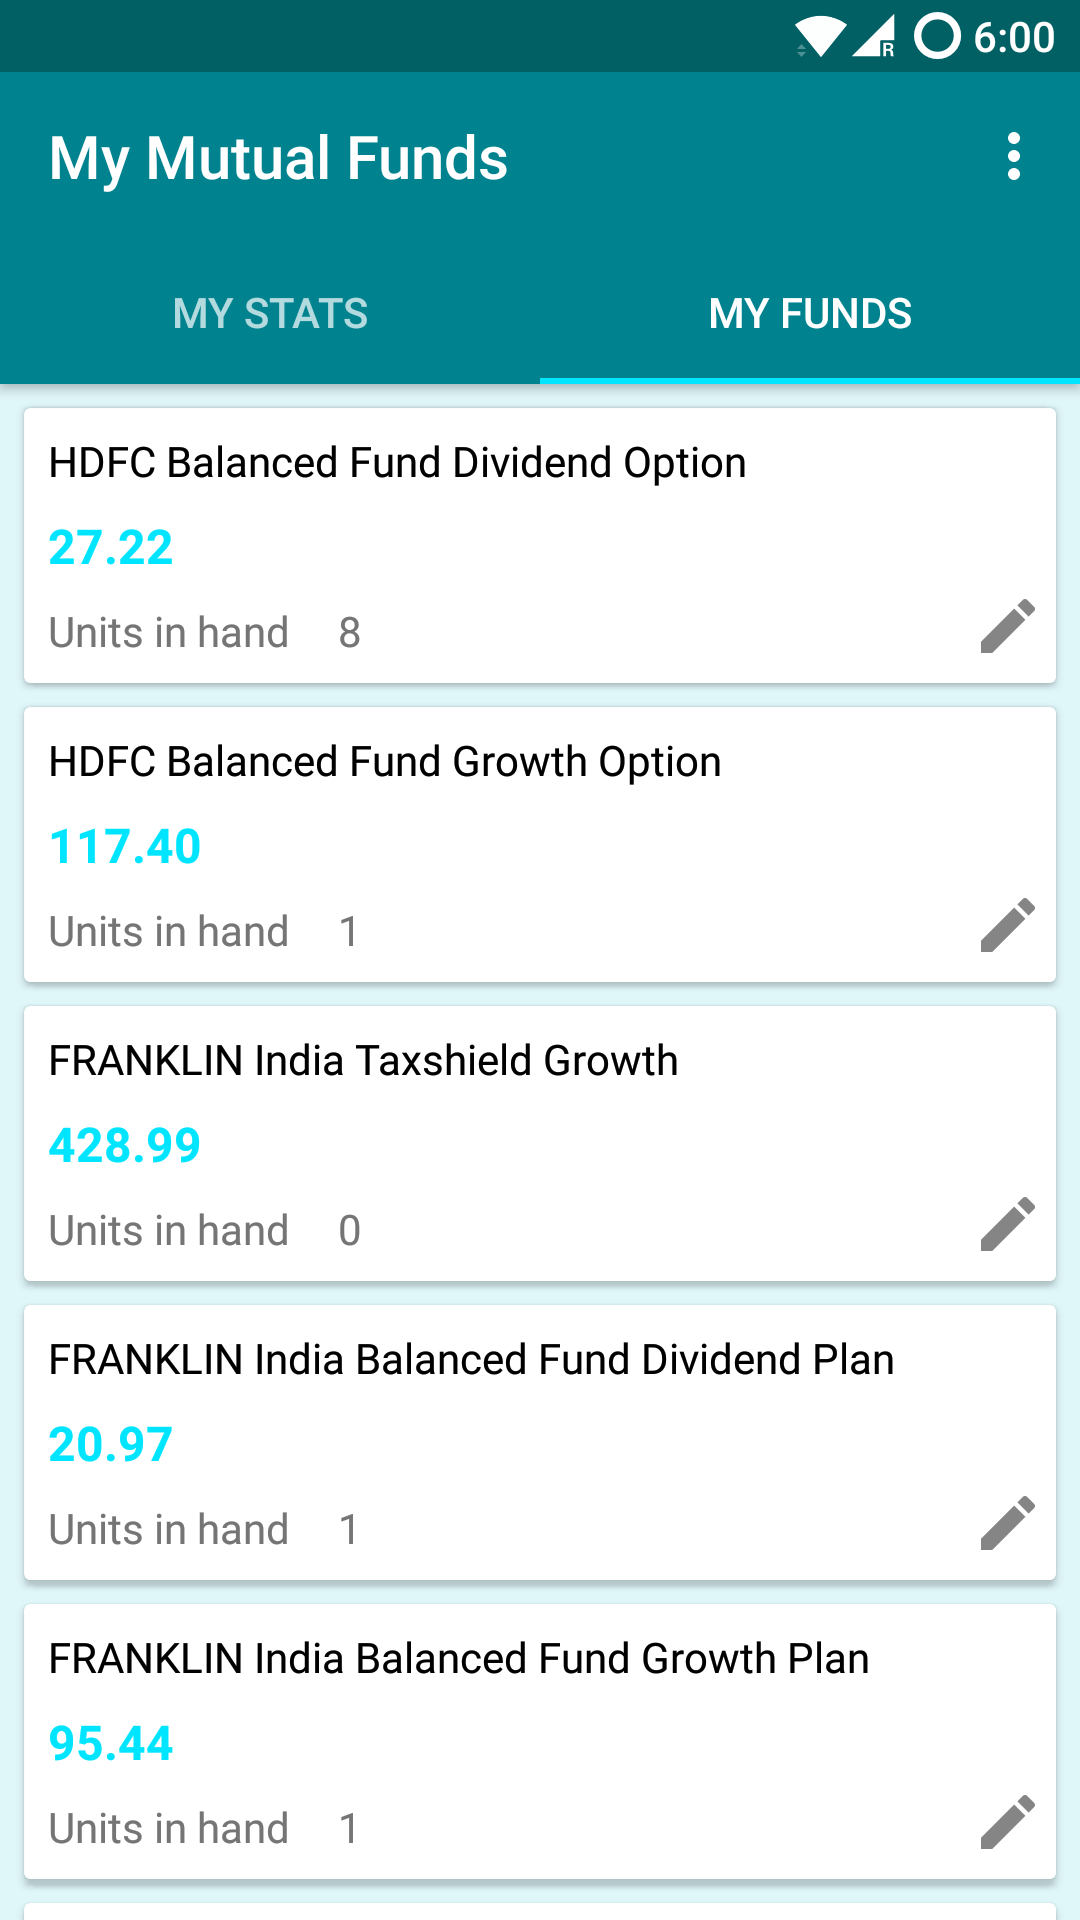 R 6:00
My Mutual Funds
MY STATS MY FUNDS
HDFC Balanced Fund Dividend Option
27.22
Units in hand 8
HDFC Balanced Fund Growth Option
117.40
Units in hand 1
FRANKLIN India Taxshield Growth
428.99
Units in hand 0
FRANKLIN India Balanced Fund Dividend Plan
20.97
Units in hand 1
FRANKLIN India Balanced Fund Growth Plan
95.44
Units in hand 1